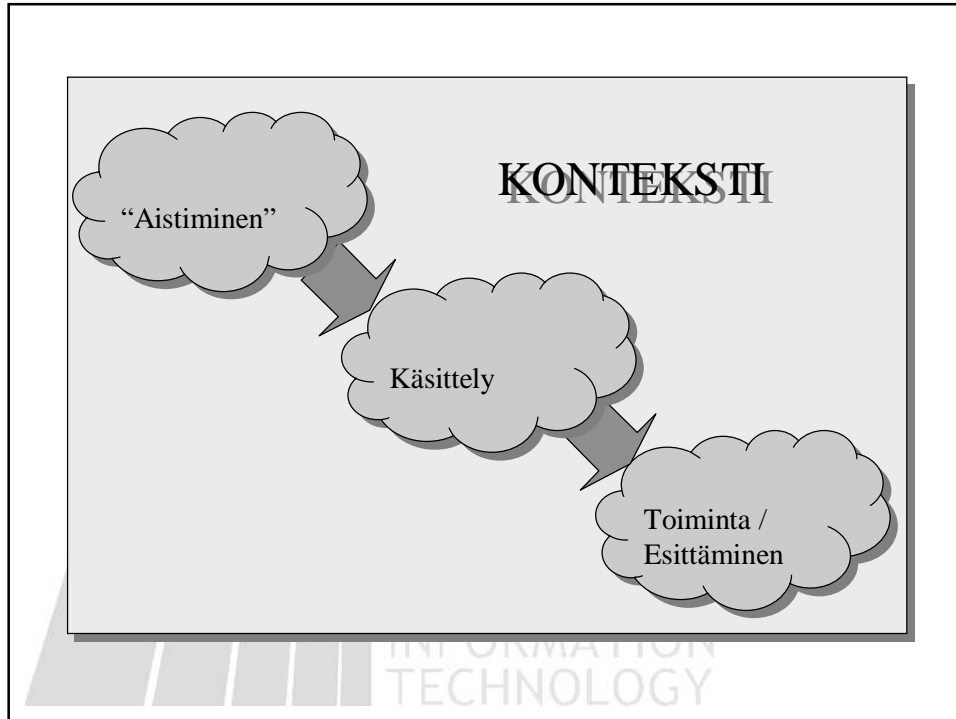 KONTEKSTI
“Aistiminen”
Käsittely
Toiminta /
Esittäminen
INFORMATION
TECHNOLOGY